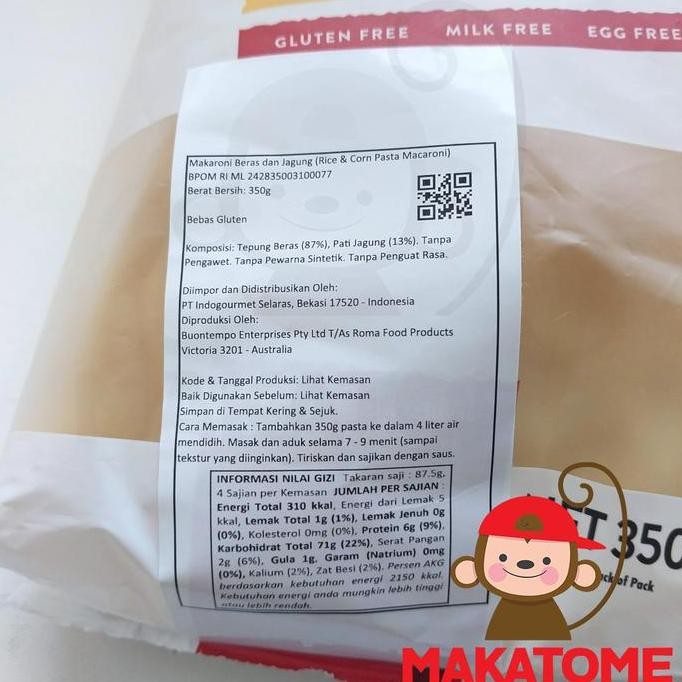 GLUTEN FREE MILK FREE EGG FREE
Makaroni Beras dan Jagung (Rice & Corn Pasta Macaroni)
BPOM RI ML 242835003100077
Berat Bersih: 350g
Bebas Gluten
Komposisi: Tepung Beras (87%), Pati Jagung (13%). Tanpa
Pengawet. Tanpa Pewarna Sintetik. Tanpa Penguat Rasa.
Diimpor dan Didistribusikan Oleh:
PT Indogourmet Selaras, Bekasi 17520 - Indonesia
Diproduksi Oleh:
Buontempo Enterprises Pty Ltd T/As Roma Food Products
Victoria 3201 - Australia
Kode & Tanggal Produksi: Lihat Kemasan
Baik Digunakan Sebelum: Lihat Kemasan
Simpan di Tempat Kering & Sejuk.
Cara Memasak : Tambahkan 350g pasta ke dalam 4 liter air
mendidih. Masak dan aduk selama 7 - 9 menit (sampai
tekstur yang diinginkan). Tiriskan dan sajikan dengan saus.
INFORMASI NILAI GIZI Takaran saji : 87.5g,
4 Sajian per Kemasan JUMLAH PER SAJIAN :
Energi Total 310 kkal, Energi dari Lemak 5
kkal, Lemak Total 1g (1%), Lemak Jenuh 0g
(0%), Kolesterol 0mg (0%), Protein 6g (9%),
Karbohidrat Total 71g (22%), Serat Pangan
2g (6%), Gula 1g, Garam (Natrium) 0mg
(0%), Kalium (2%), Zat Besi (2%). Persen AKG
berdasarkan kebutuhan energi 2150 kkal.
Kebutuhan energi anda mungkin lebih tinggi
atau lebih rendah.
350
of Pack
MAKATOME